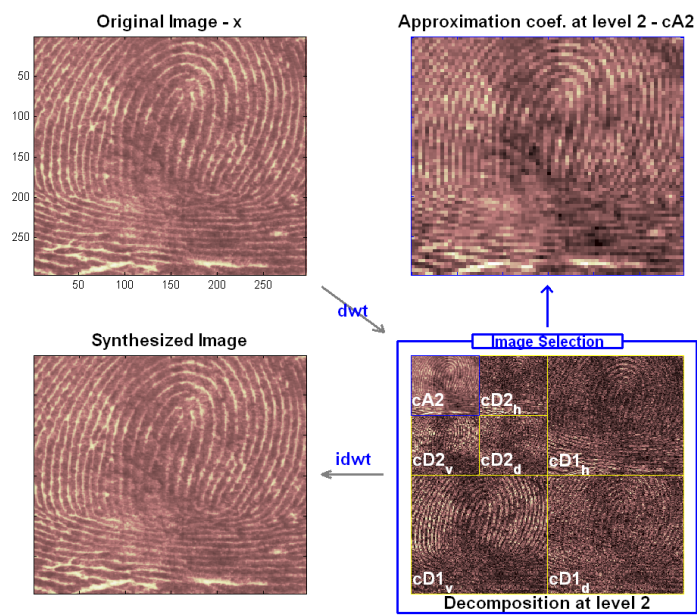 Original Image - x
50
100
150
200
250
50
100
150
200
250
Approximation coef. at level 2 - cA2
dwt
Synthesized Image
idwt
Image Selection
cA2
cD2h
cD2v
cD2d
cD1h
cD1v
cD1d
Decomposition at level 2